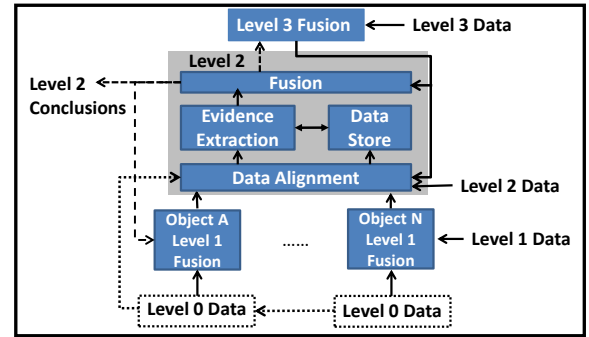 Level 3 Fusion
Level 3 Data
Level 2
Level 2
Conclusions
Fusion
Evidence
Extraction
Data
Store
Data Alignment
Level 2 Data
Object A
Level 1
Fusion
......
Object N
Level 1
Fusion
Level 1 Data
Level 0 Data
Level 0 Data